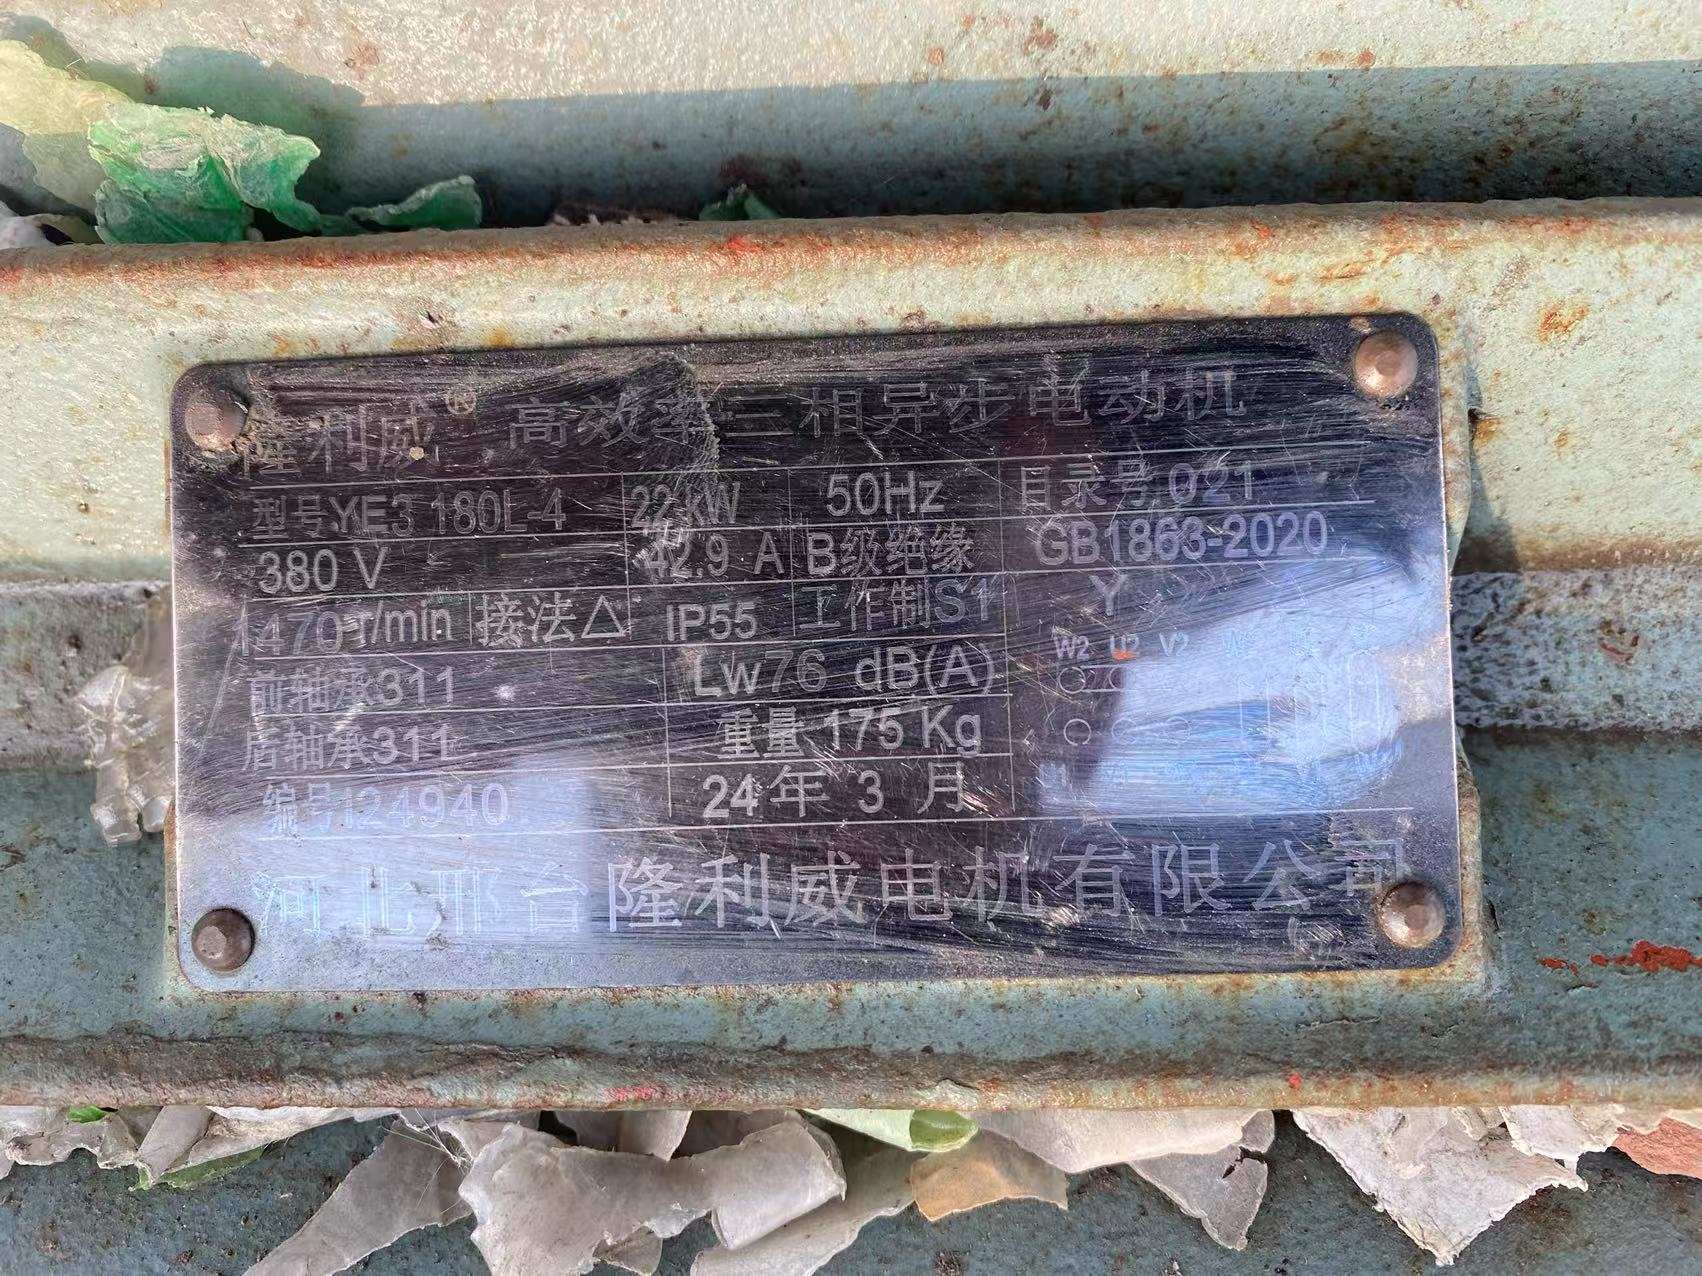 隆利威® 高效率三相异步电动机
型号YE3 180L-4 22kW 50Hz 目录号021
380 V 42.9 A B级绝缘 GB1863-2020
1470r/min 接法△ IP55 工作制S1 Y
前轴承311 Lw76 dB(A) W2 U2 V2
后轴承311 重量 175 Kg
编号124940 24年 3 月
河北邢台隆利威电机有限公司